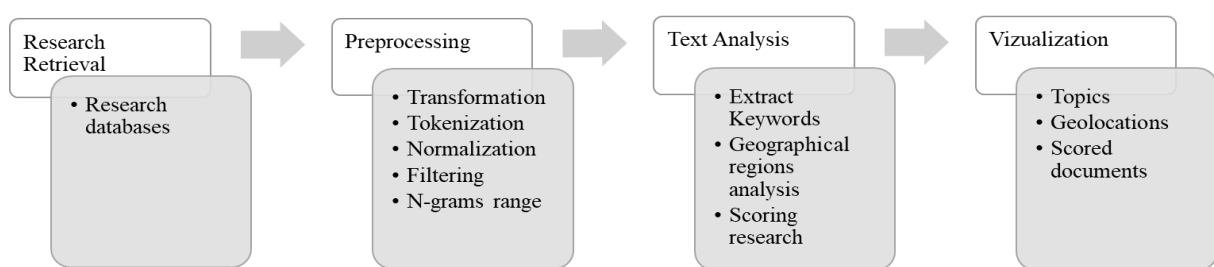 Research
Retrieval
• Research
databases
Preprocessing
• Transformation
• Tokenization
• Normalization
• Filtering
• N-grams range
Text Analysis
• Extract
Keywords
• Geographical
regions
analysis
• Scoring
research
Vizualization
• Topics
• Geolocations
• Scored
documents